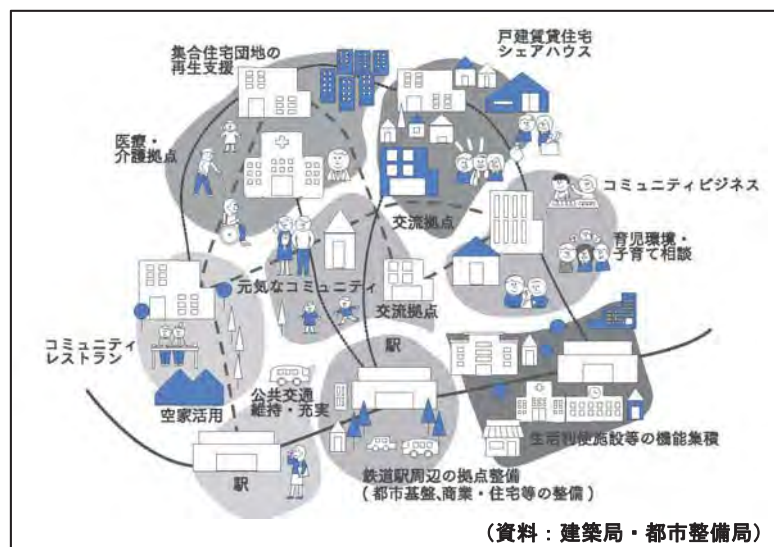 集合住宅団地の
再生支援
戸建賃貸住宅
シェアハウス
医療・
介護拠点
コミュニティビジネス
交流拠点
育児環境・
子育て相談
元気なコミュニティ
交流拠点
コミュニティ
レストラン
駅
公共交通
維持・充実
空家活用
生活利便施設等の機能集積
駅
鉄道駅周辺の拠点整備
(都市基盤、商業・住宅等の整備)
(資料:建築局・都市整備局)